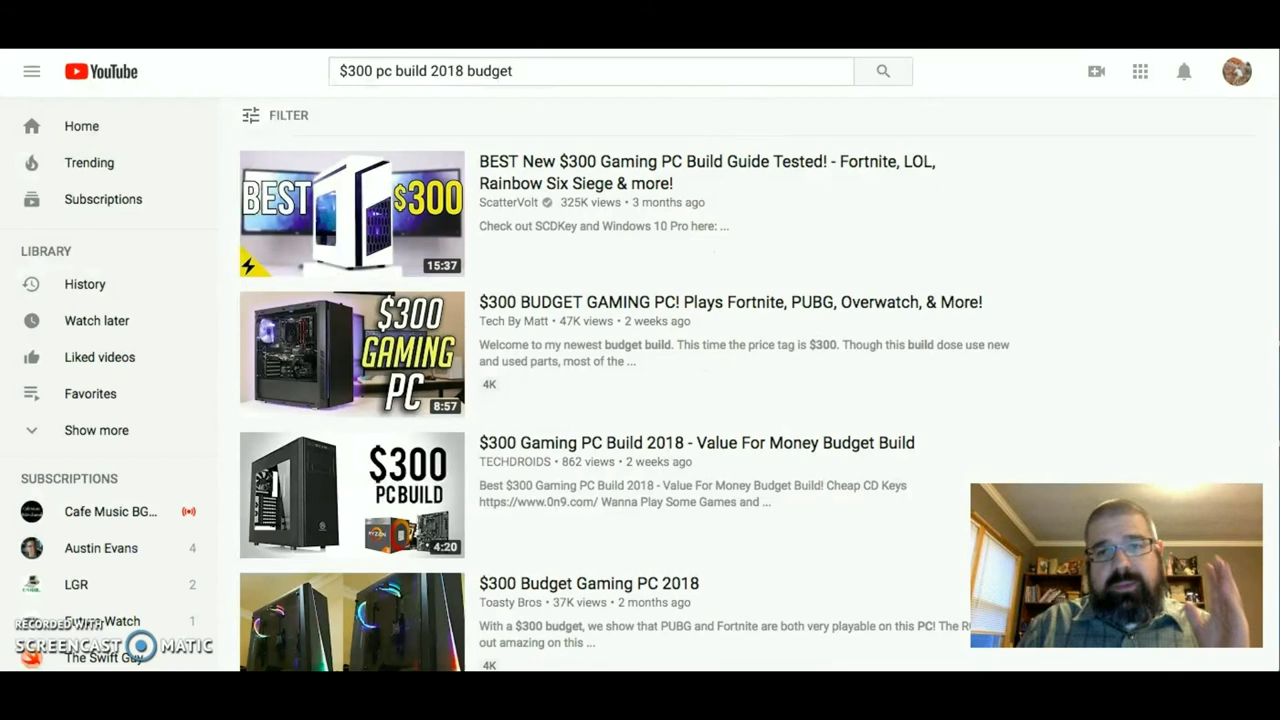 YouTube
$300 pc build 2018 budget
Home
Trending
Subscriptions
LIBRARY
History
Watch later
Liked videos
Favorites
Show more
SUBSCRIPTIONS
Cafe Music BG...
Austin Evans 4
LGR 2
Watch 1
The Swift Guy
RECORDED WITH
SCREENCAST MATIC
FILTER
BEST $300
15:37
BEST New $300 Gaming PC Build Guide Tested! - Fortnite, LOL,
Rainbow Six Siege & more!
ScatterVolt 325K views • 3 months ago
Check out SCDKey and Windows 10 Pro here: ...
$300
GAMING
PC
8:57
$300 BUDGET GAMING PC! Plays Fortnite, PUBG, Overwatch, & More!
Tech By Matt • 47K views • 2 weeks ago
Welcome to my newest budget build. This time the price tag is $300. Though this build dose use new
and used parts, most of the ...
4K
$300
PC BUILD
RYZEN
4:20
$300 Gaming PC Build 2018 - Value For Money Budget Build
TECHDROIDS • 862 views • 2 weeks ago
Best $300 Gaming PC Build 2018 - Value For Money Budget Build! Cheap CD Keys
https://www.0n9.com/ Wanna Play Some Games and ...
$300 Budget Gaming PC 2018
Toasty Bros • 37K views • 2 months ago
With a $300 budget, we show that PUBG and Fortnite are both very playable on this PC! The R
out amazing on this ...
4K